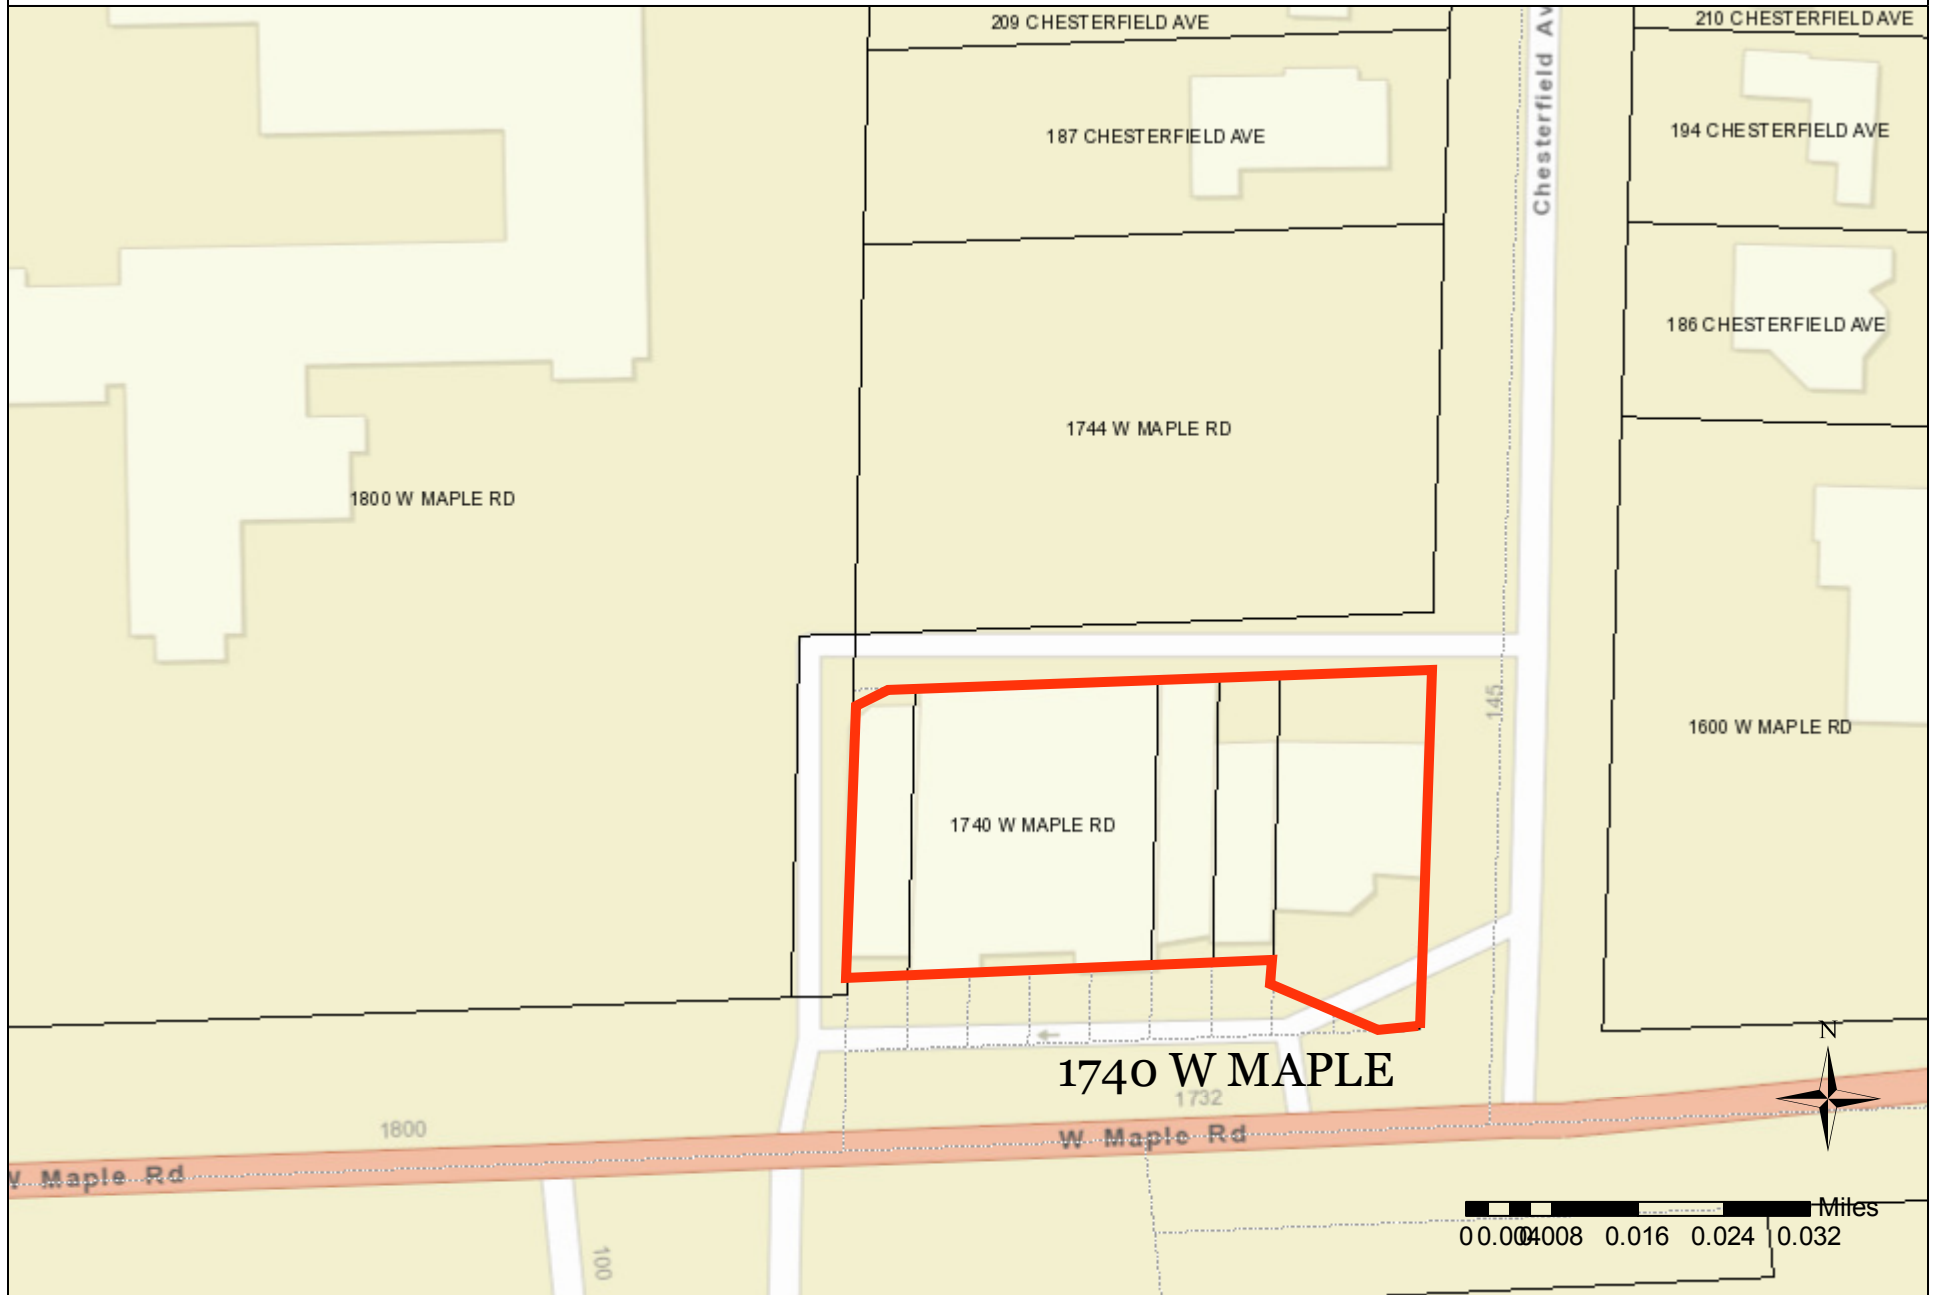 209 CHESTERFIELD AVE
210 CHESTERFIELD AVE
Chesterfield Av
187 CHESTERFIELD AVE
194 CHESTERFIELD AVE
186 CHESTERFIELD AVE
1744 W MAPLE RD
1800 W MAPLE RD
145
1600 W MAPLE RD
1740 W MAPLE RD
N
1740 W MAPLE
1732
1800
W Maple Rd
W Maple Rd
Miles
0 0.004 0.008 0.016 0.024 0.032
100